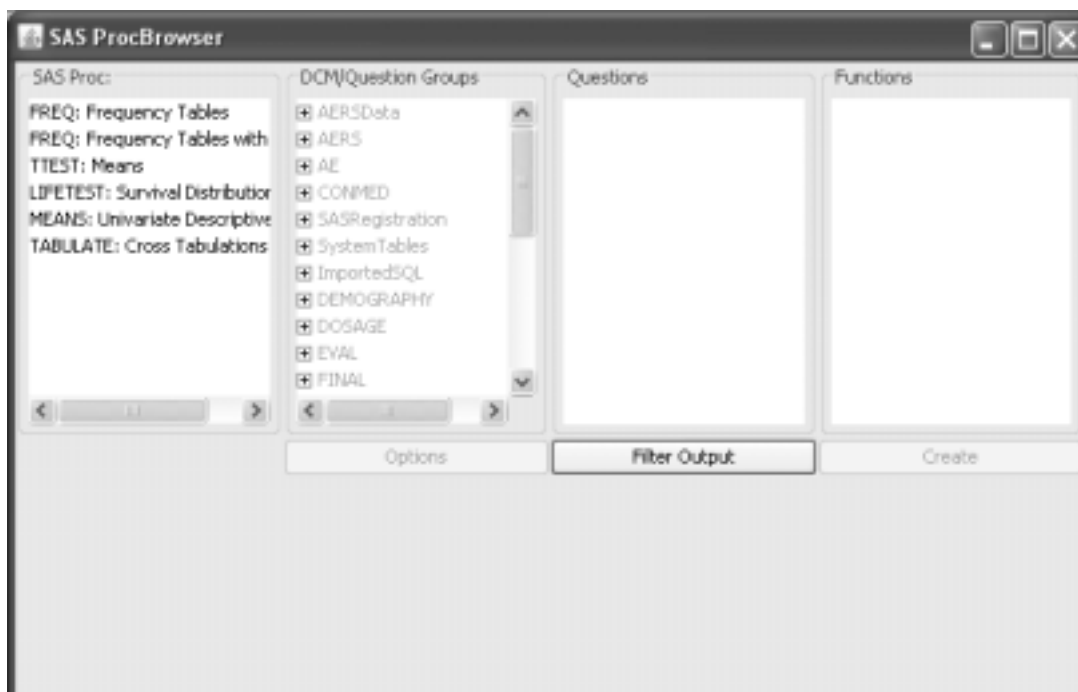 SAS ProcBrowser
SAS Proc:
FREQ: Frequency Tables
FREQ: Frequency Tables with
TTEST: Means
LIFETEST: Survival Distribution
MEANS: Univariate Descriptive
TABULATE: Cross Tabulations
DCM/Question Groups
AERSData
AERS
AE
CONMED
SASRegistration
SystemTables
ImportedSQL
DEMOGRAPHY
DOSAGE
EVAL
FINAL
Questions
Functions
Options
Filter Output
Create